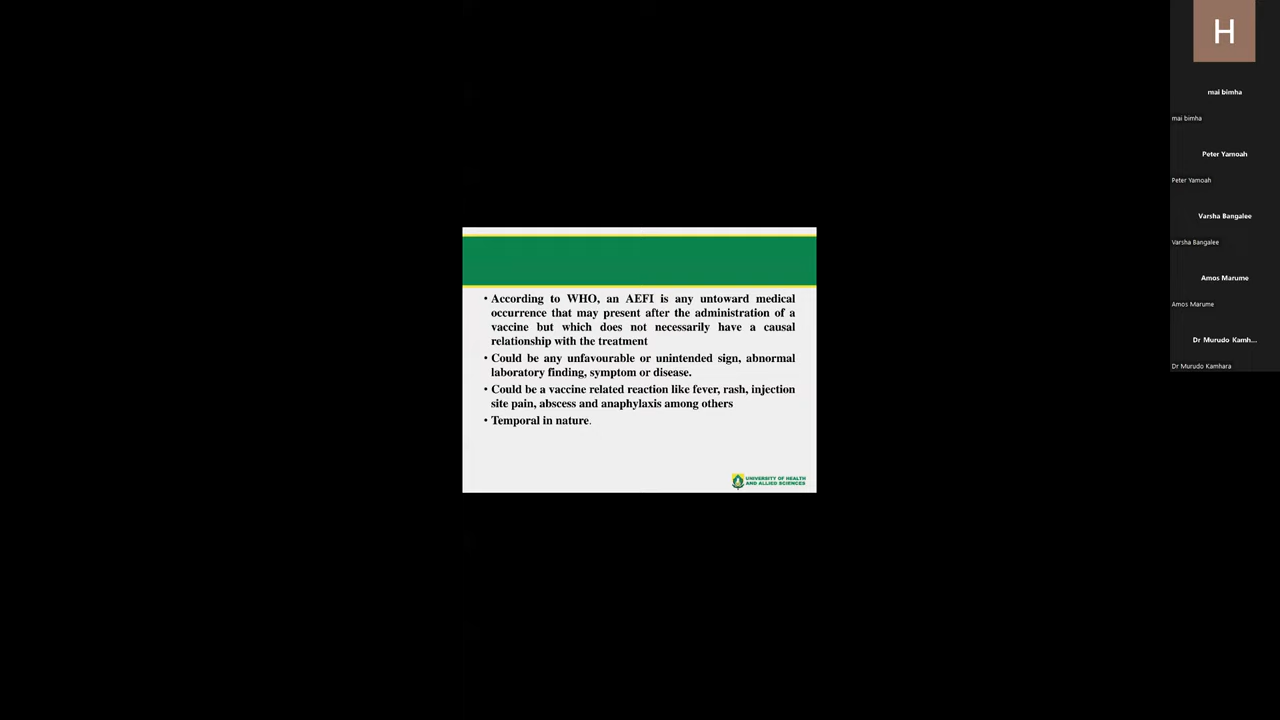 H
mai bimha
mai bimha
Peter Yamoah
Peter Yamoah
Varsha Bangalee
Varsha Bangalee
Amos Marume
Amos Marume
Dr Murudo Kamh...
Dr Murudo Kamhara
• According to WHO, an AEFI is any untoward medical
occurrence that may present after the administration of a
vaccine but which does not necessarily have a causal
relationship with the treatment
• Could be any unfavourable or unintended sign, abnormal
laboratory finding, symptom or disease.
• Could be a vaccine related reaction like fever, rash, injection
site pain, abscess and anaphylaxis among others
• Temporal in nature.
UNIVERSITY OF HEALTH
AND ALLIED SCIENCES